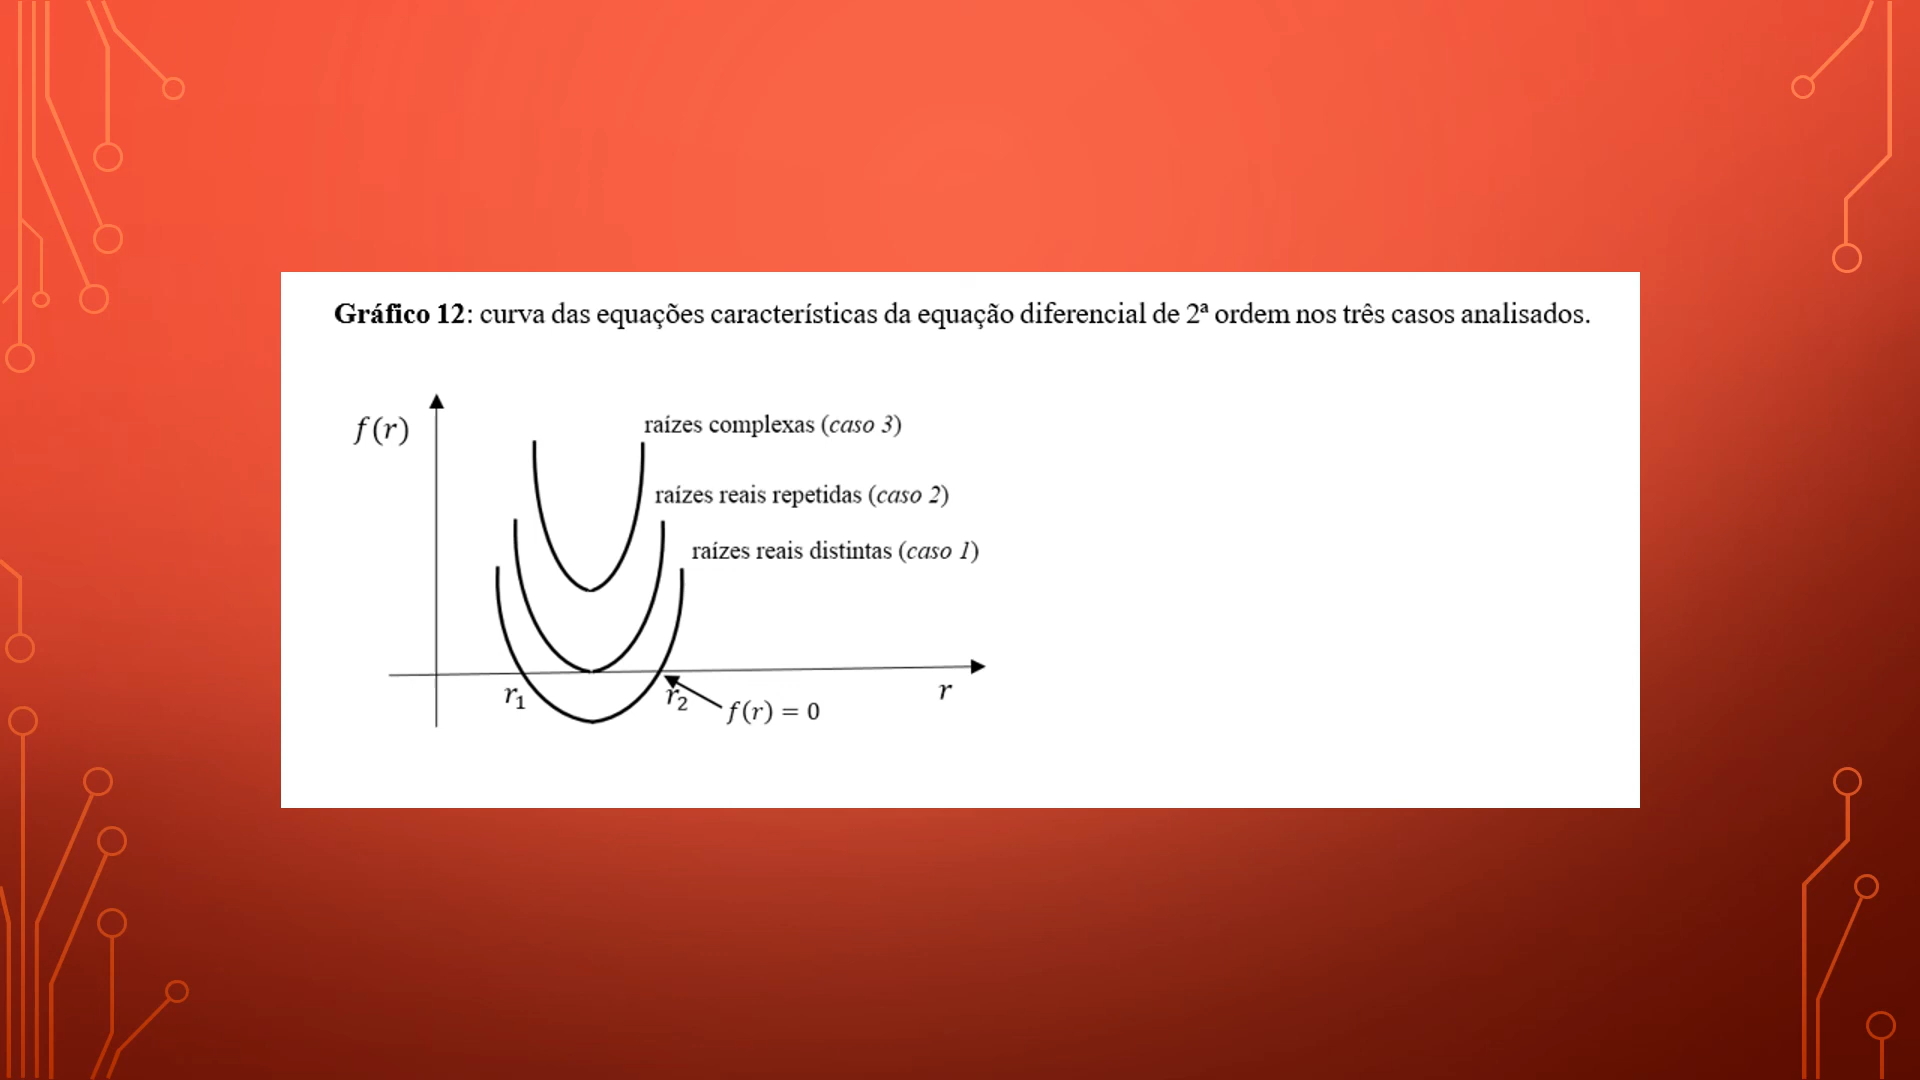 Gráfico 12: curva das equações características da equação diferencial de 2ª ordem nos três casos analisados.
f(r)
raízes complexas (caso 3)
raízes reais repetidas (caso 2)
raízes reais distintas (caso 1)
r₁
r₂
f(r) = 0
r